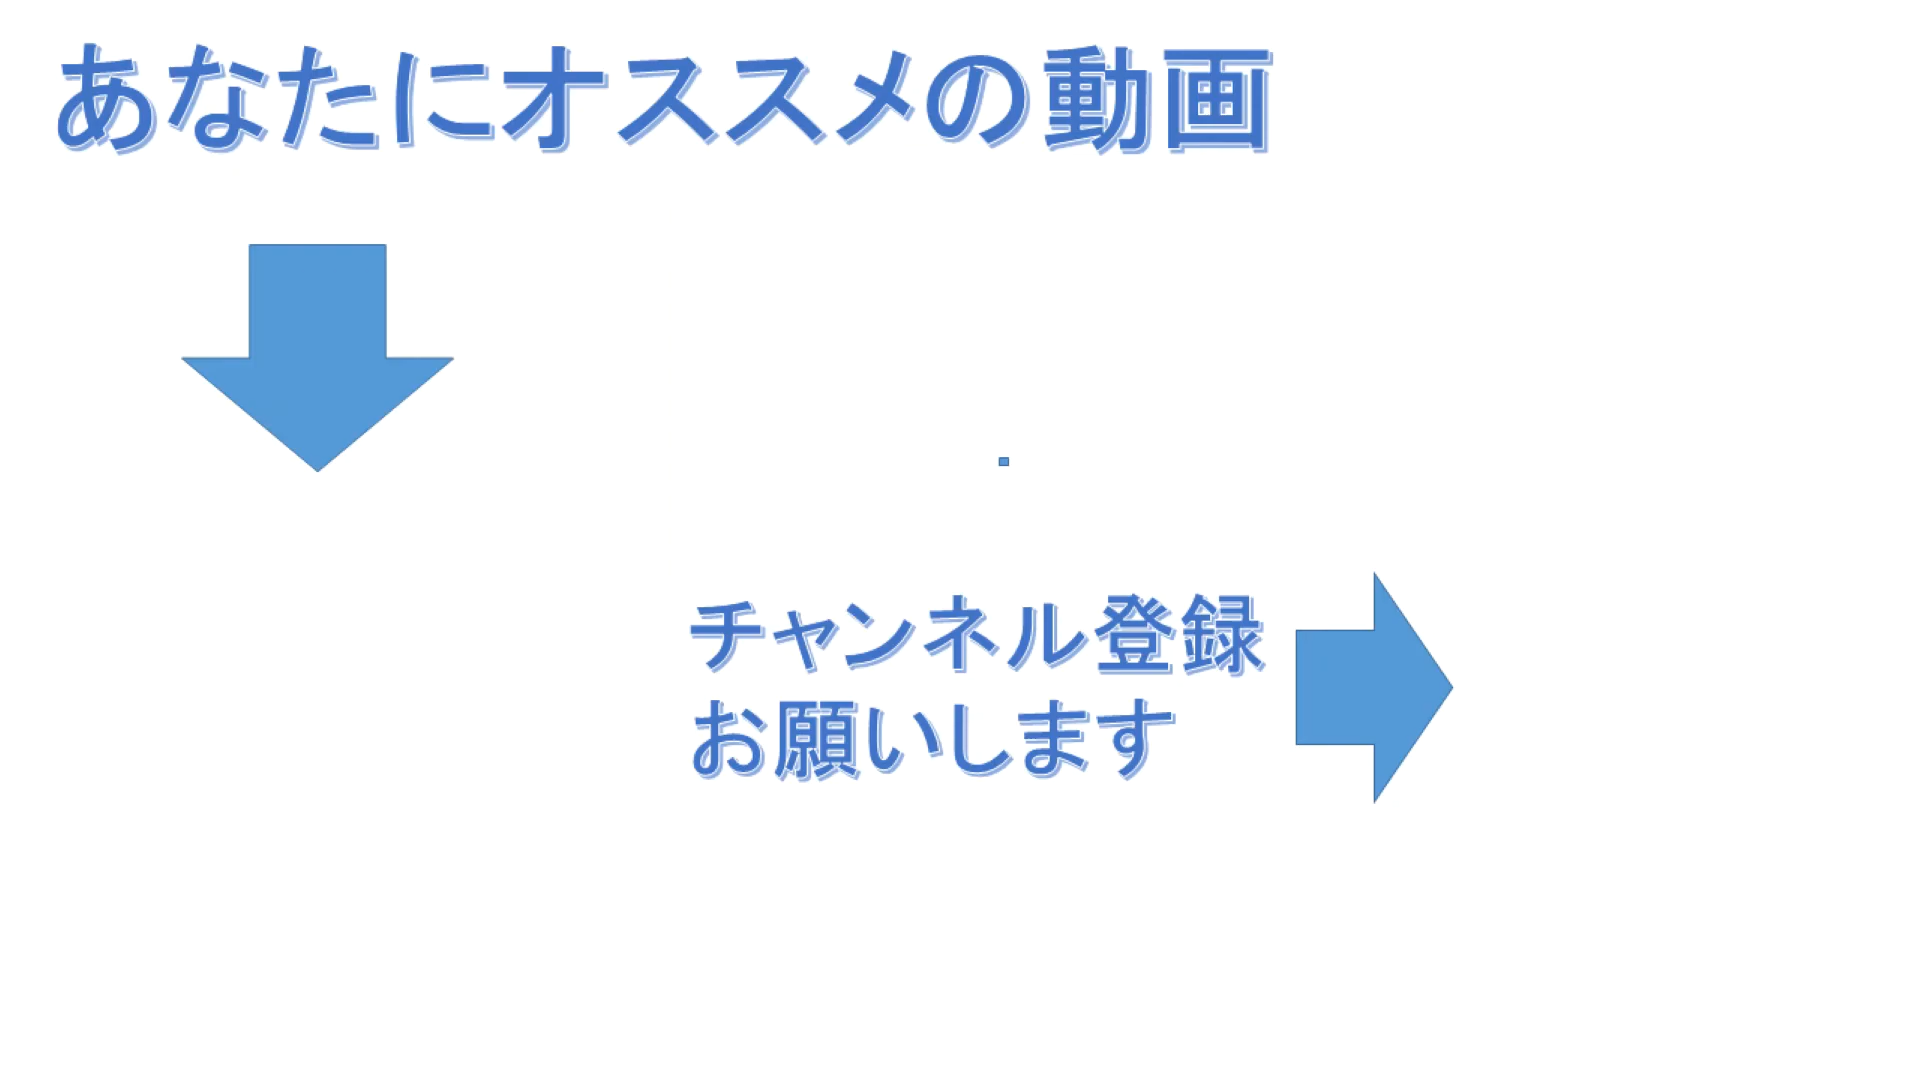 あなたにオススメの動画
チャンネル登録
お願いします